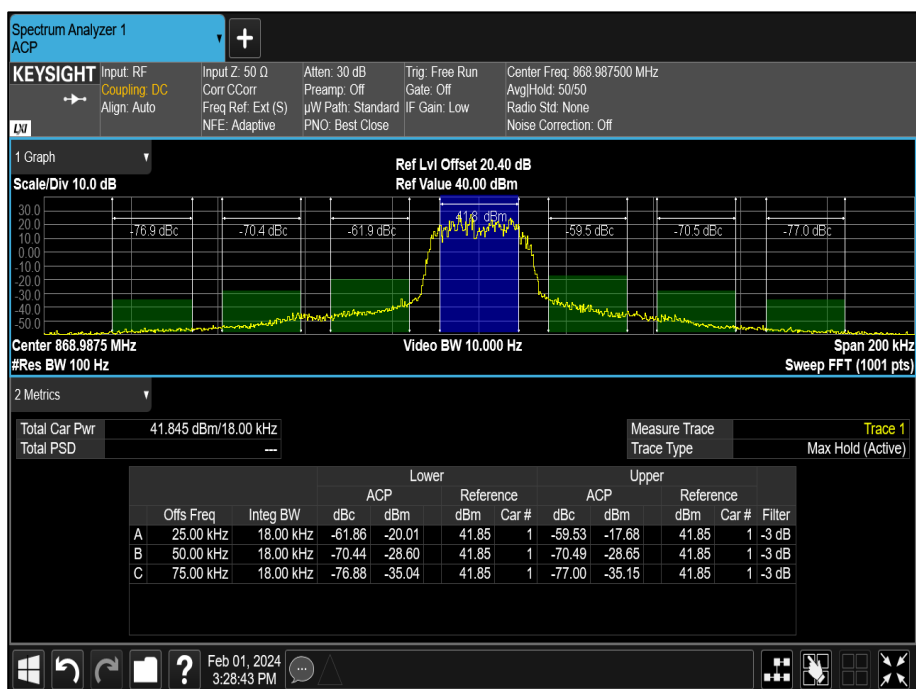 Spectrum Analyzer 1
ACP
KEYSIGHT
LXI
Input: RF
Coupling: DC
Align: Auto
Input Z: 50 Ω
Corr CCorr
Freq Ref: Ext (S)
NFE: Adaptive
Atten: 30 dB
Preamp: Off
µW Path: Standard
PNO: Best Close
Trig: Free Run
Gate: Off
IF Gain: Low
Center Freq: 868.987500 MHz
Avg|Hold: 50/50
Radio Std: None
Noise Correction: Off
1 Graph
Scale/Div 10.0 dB
Ref Lvl Offset 20.40 dB
Ref Value 40.00 dBm
30.0
20.0
10.0
0.00
-10.0
-20.0
-30.0
-40.0
-50.0
-76.9 dBc -70.4 dBc -61.9 dBc 41.8 dBm -59.5 dBc -70.5 dBc -77.0 dBc
Center 868.9875 MHz Video BW 10.000 Hz Span 200 kHz
#Res BW 100 Hz Sweep FFT (1001 pts)
2 Metrics
Total Car Pwr 41.845 dBm/18.00 kHz Measure Trace Trace 1
Total PSD --- Trace Type Max Hold (Active)
Lower Upper
ACP Reference ACP Reference
Offs Freq Integ BW dBc dBm dBm Car # dBc dBm dBm Car # Filter
A 25.00 kHz 18.00 kHz -61.86 -20.01 41.85 1 -59.53 -17.68 41.85 1 -3 dB
B 50.00 kHz 18.00 kHz -70.44 -28.60 41.85 1 -70.49 -28.65 41.85 1 -3 dB
C 75.00 kHz 18.00 kHz -76.88 -35.04 41.85 1 -77.00 -35.15 41.85 1 -3 dB
Feb 01, 2024
3:28:43 PM